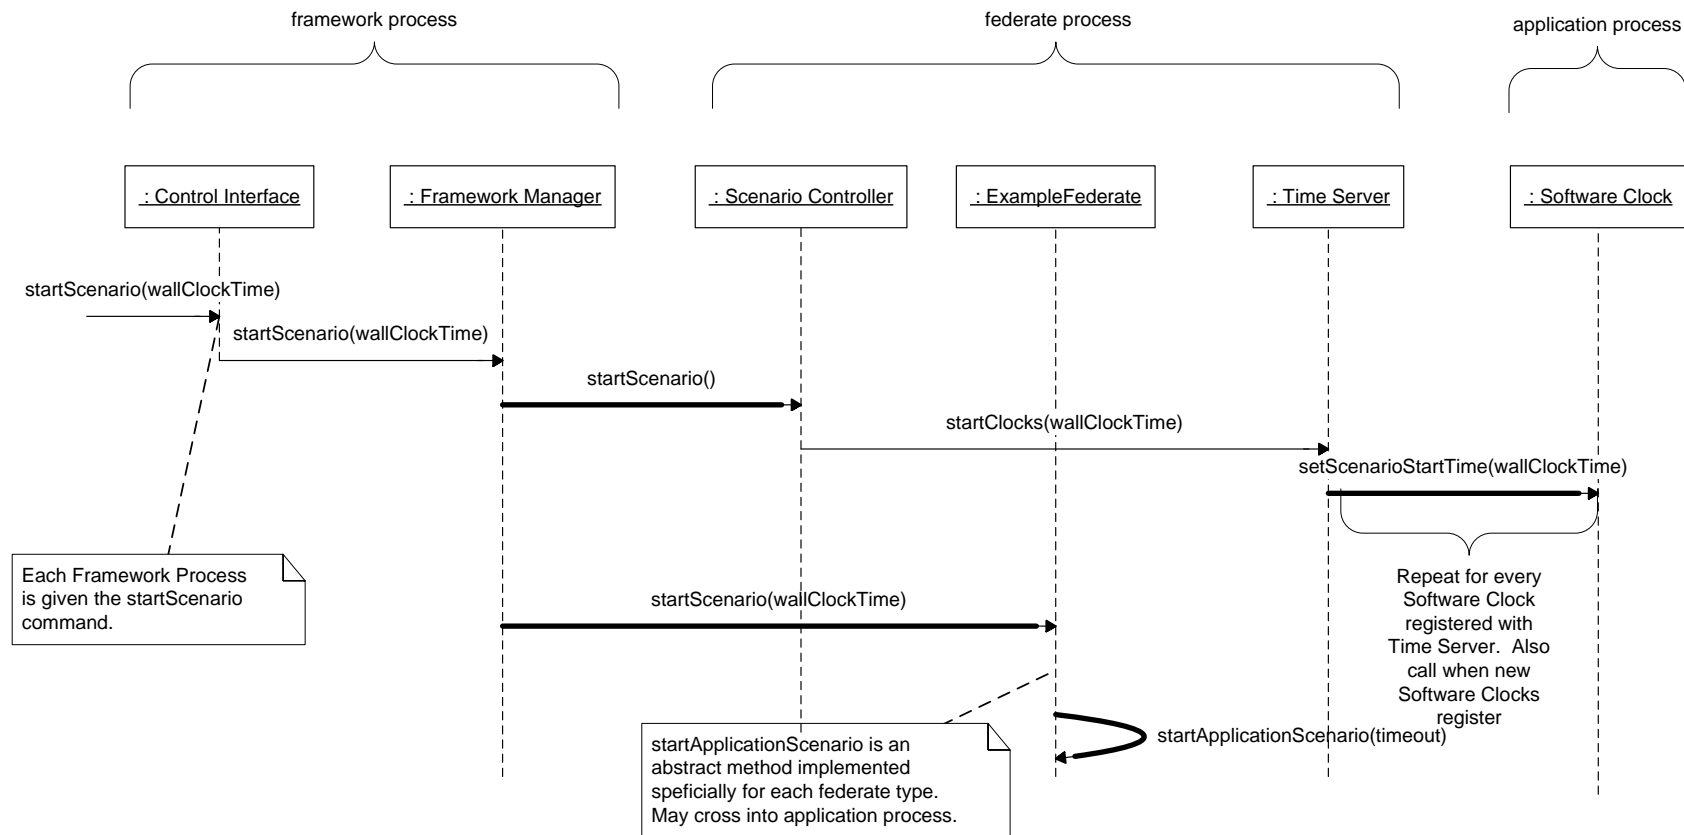 framework process
federate process
application process
: Control Interface
: Framework Manager
: Scenario Controller
: ExampleFederate
: Time Server
: Software Clock
startScenario(wallClockTime)
startScenario(wallClockTime)
startScenario()
startClocks(wallClockTime)
setScenarioStartTime(wallClockTime)
Each Framework Process
is given the startScenario
command.
startScenario(wallClockTime)
Repeat for every
Software Clock
registered with
Time Server.  Also
call when new
Software Clocks
register
startApplicationScenario(timeout)
startApplicationScenario is an
abstract method implemented
speficially for each federate type.
May cross into application process.